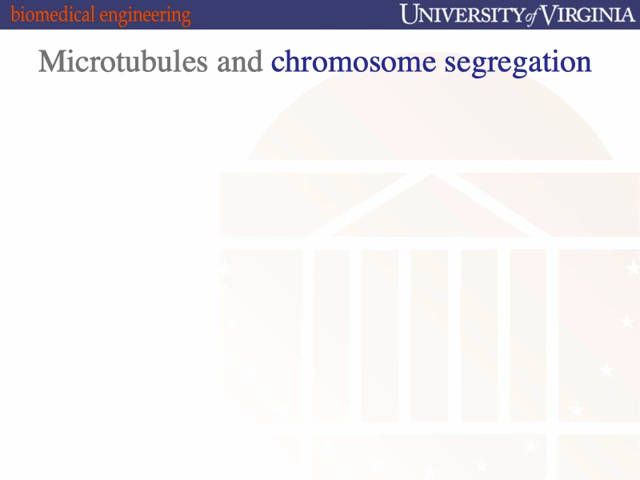 biomedical engineering
UNIVERSITY of VIRGINIA
Microtubules and chromosome segregation